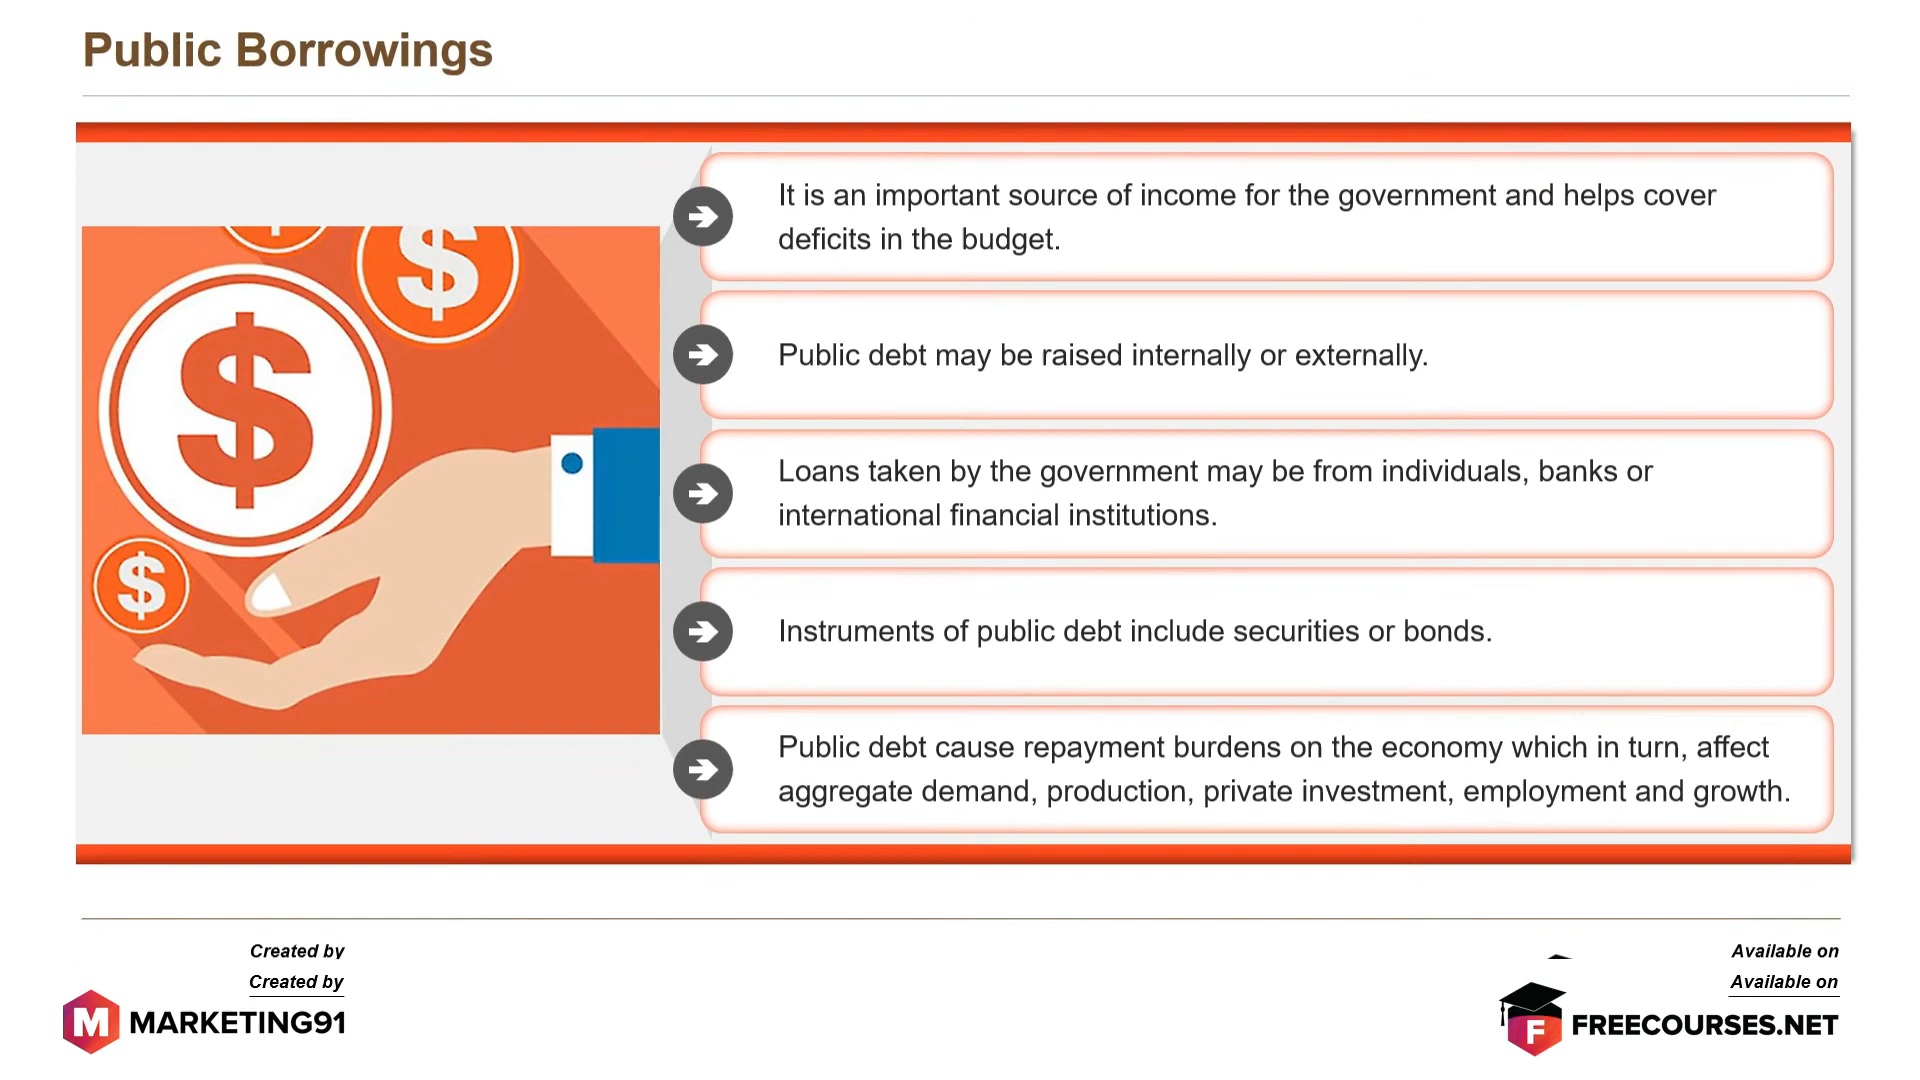 Public Borrowings
It is an important source of income for the government and helps cover
deficits in the budget.
Public debt may be raised internally or externally.
Loans taken by the government may be from individuals, banks or
international financial institutions.
Instruments of public debt include securities or bonds.
Public debt cause repayment burdens on the economy which in turn, affect
aggregate demand, production, private investment, employment and growth.
$
$
$
$
Created by
Created by
M MARKETING91
Available on
Available on
F FREECOURSES.NET